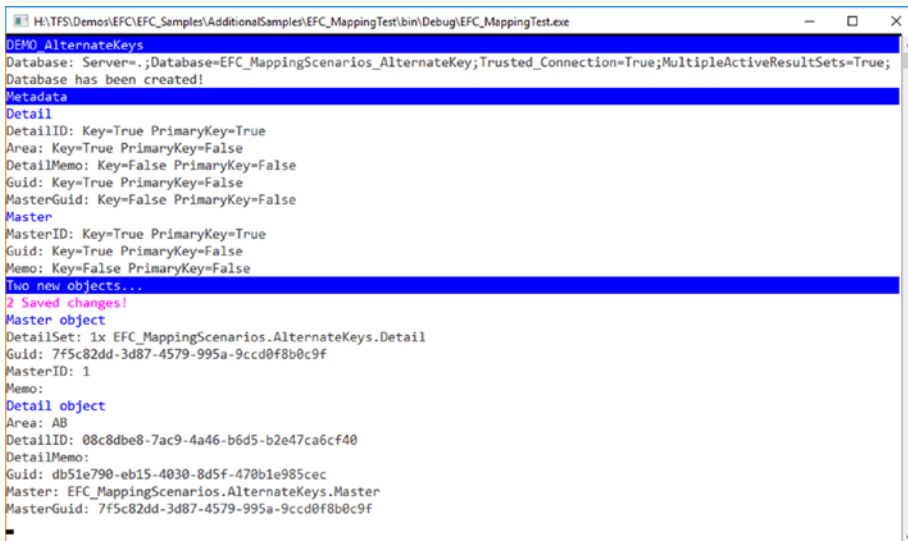 H:\TFS\Demos\EFC\EFC_Samples\AdditionalSamples\EFC_MappingTest\bin\Debug\EFC_MappingTest.exe
DEMO_AlternateKeys
Database: Server=.;Database=EFC_MappingScenarios_AlternateKey;Trusted_Connection=True;MultipleActiveResultSets=True;
Database has been created!
Metadata
Detail
DetailID: Key=True PrimaryKey=True
Area: Key=True PrimaryKey=False
DetailMemo: Key=False PrimaryKey=False
Guid: Key=True PrimaryKey=False
MasterGuid: Key=False PrimaryKey=False
Master
MasterID: Key=True PrimaryKey=True
Guid: Key=True PrimaryKey=False
Memo: Key=False PrimaryKey=False
Two new objects...
2 Saved changes!
Master object
DetailSet: 1x EFC_MappingScenarios.AlternateKeys.Detail
Guid: 7f5c82dd-3d87-4579-995a-9ccd0f8b0c9f
MasterID: 1
Memo:
Detail object
Area: AB
DetailID: 08c8dbe8-7ac9-4a46-b6d5-b2e47ca6cf40
DetailMemo:
Guid: db51e790-eb15-4030-8d5f-470b1e985cec
Master: EFC_MappingScenarios.AlternateKeys.Master
MasterGuid: 7f5c82dd-3d87-4579-995a-9ccd0f8b0c9f